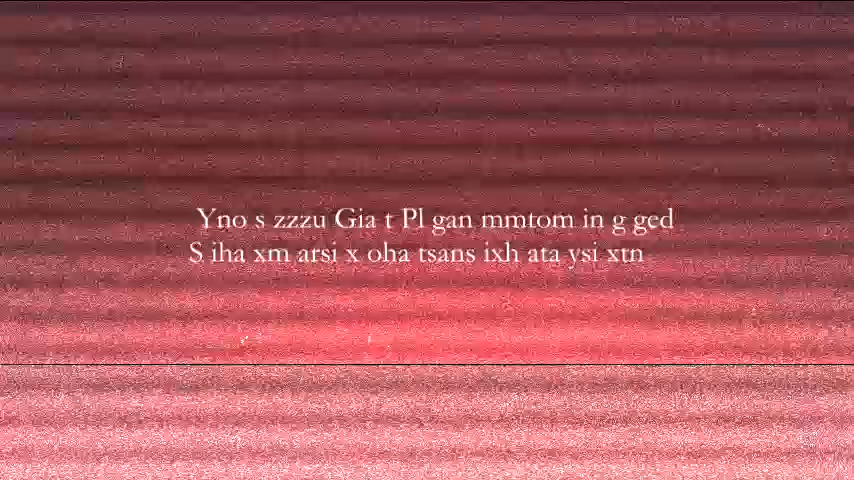 Yno s zzzu Gia t Pl gan mmtom in g ged
S iha xm arsi x oha tsans ixh ata ysi xtn